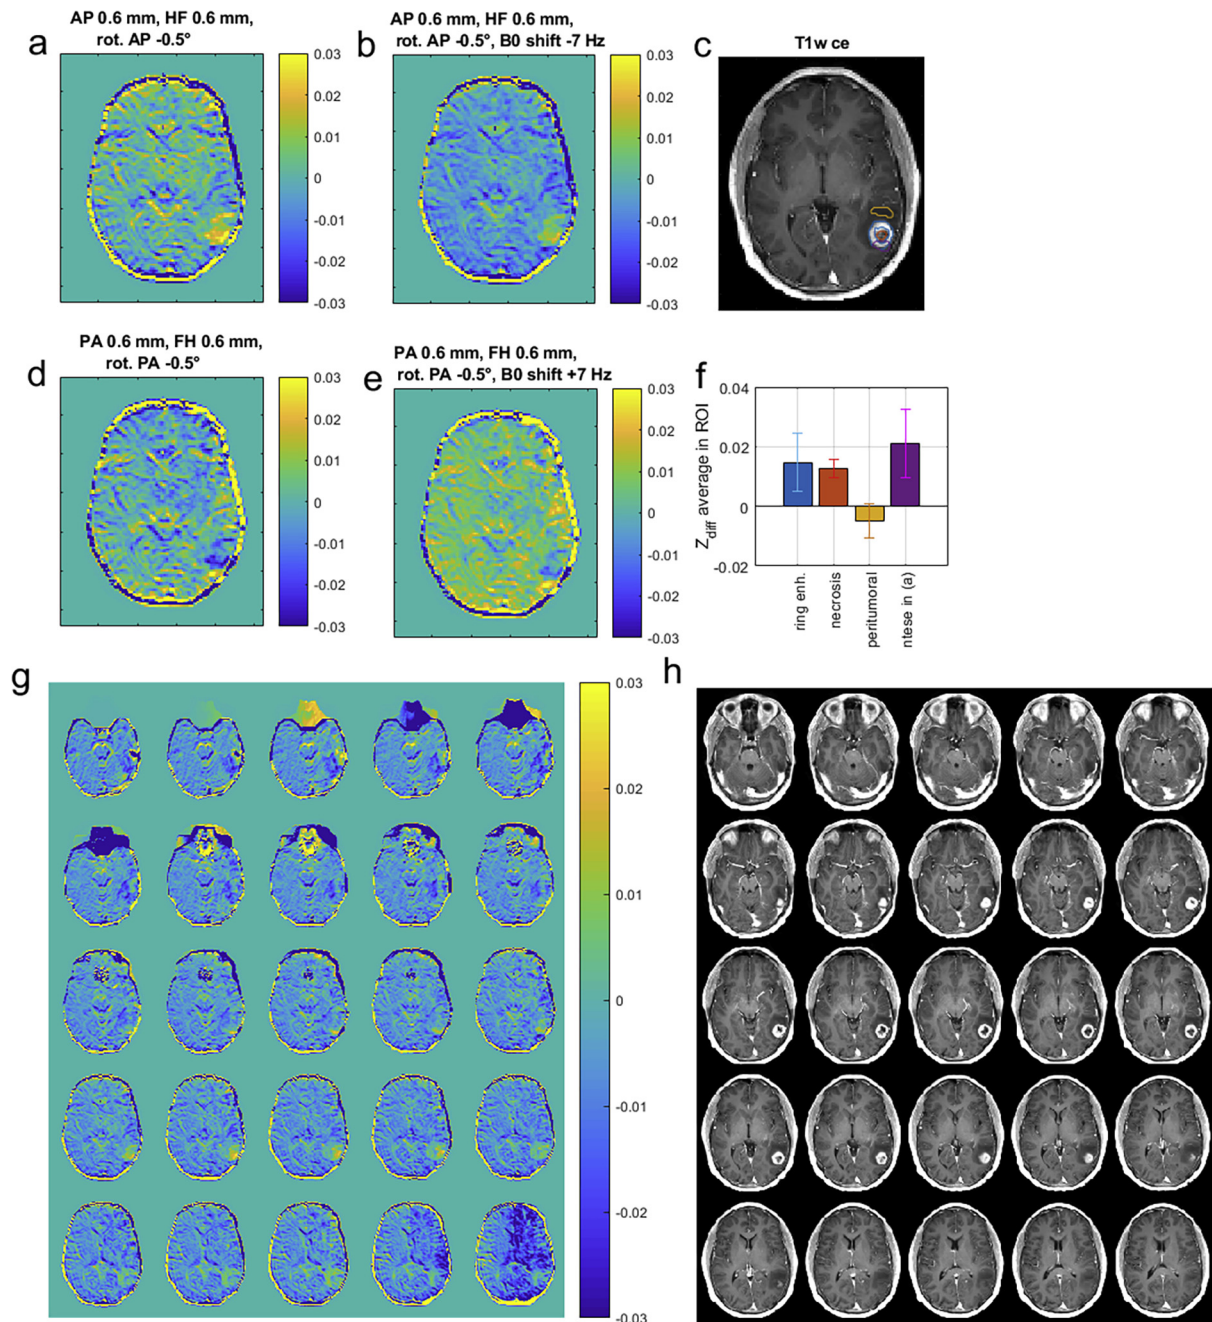 a
AP 0.6 mm, HF 0.6 mm,
rot. AP -0.5°
0.03
0.02
0.01
0
-0.01
-0.02
-0.03
b
AP 0.6 mm, HF 0.6 mm,
rot. AP -0.5°, B0 shift -7 Hz
0.03
0.02
0.01
0
-0.01
-0.02
-0.03
c
T1w ce
d
PA 0.6 mm, FH 0.6 mm,
rot. PA -0.5°
0.03
0.02
0.01
0
-0.01
-0.02
-0.03
e
PA 0.6 mm, FH 0.6 mm,
rot. PA -0.5°, B0 shift +7 Hz
0.03
0.02
0.01
0
-0.01
-0.02
-0.03
f
Zdiff average in ROI
0.04
0.02
0
-0.02
ring enh.
necrosis
peritumoral
ntese in (a)
g
0.03
0.02
0.01
0
-0.01
-0.02
-0.03
h